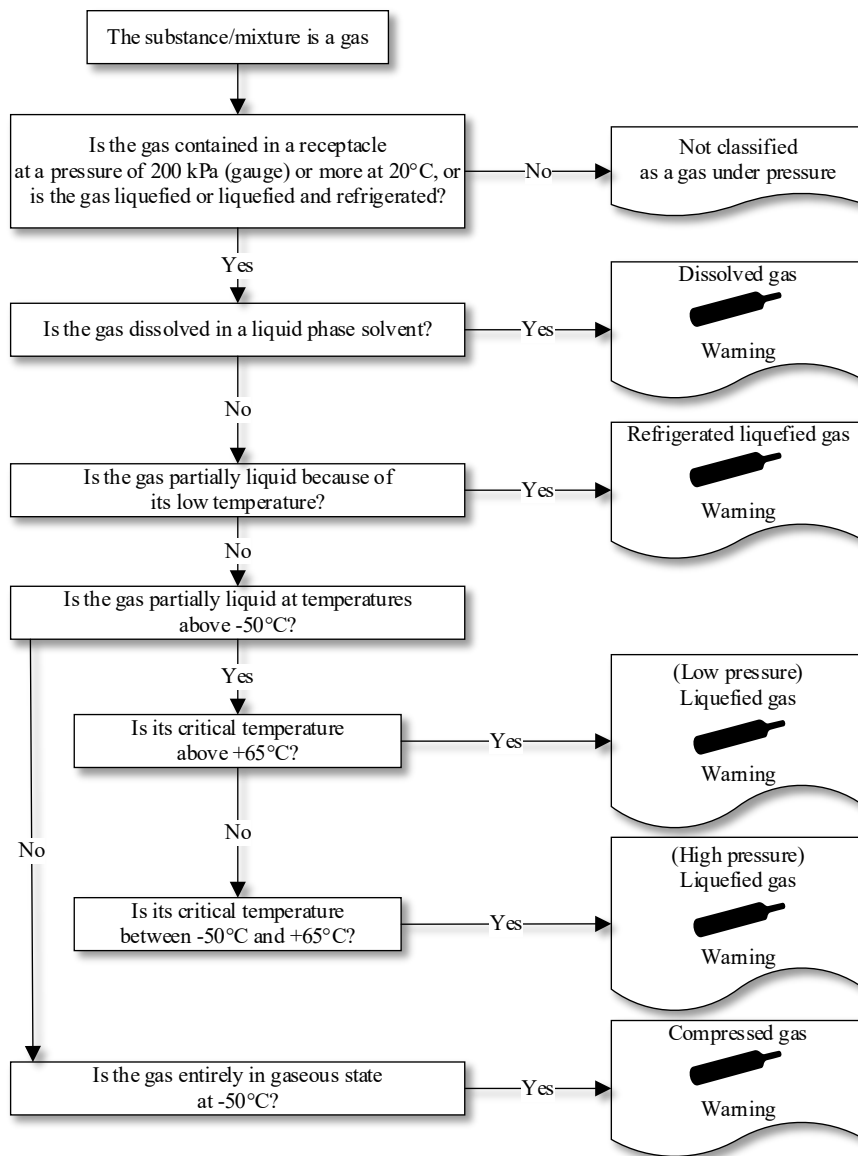 The substance/mixture is a gas
Is the gas contained in a receptacle
at a pressure of 200 kPa (gauge) or more at 20°C, or
is the gas liquefied or liquefied and refrigerated?
No
Not classified
as a gas under pressure
Yes
Is the gas dissolved in a liquid phase solvent?
Yes
Dissolved gas
Warning
No
Is the gas partially liquid because of
its low temperature?
Yes
Refrigerated liquefied gas
Warning
No
Is the gas partially liquid at temperatures
above -50°C?
Yes
Is its critical temperature
above +65°C?
Yes
(Low pressure)
Liquefied gas
Warning
No
No
Is its critical temperature
between -50°C and +65°C?
Yes
(High pressure)
Liquefied gas
Warning
Is the gas entirely in gaseous state
at -50°C?
Yes
Compressed gas
Warning